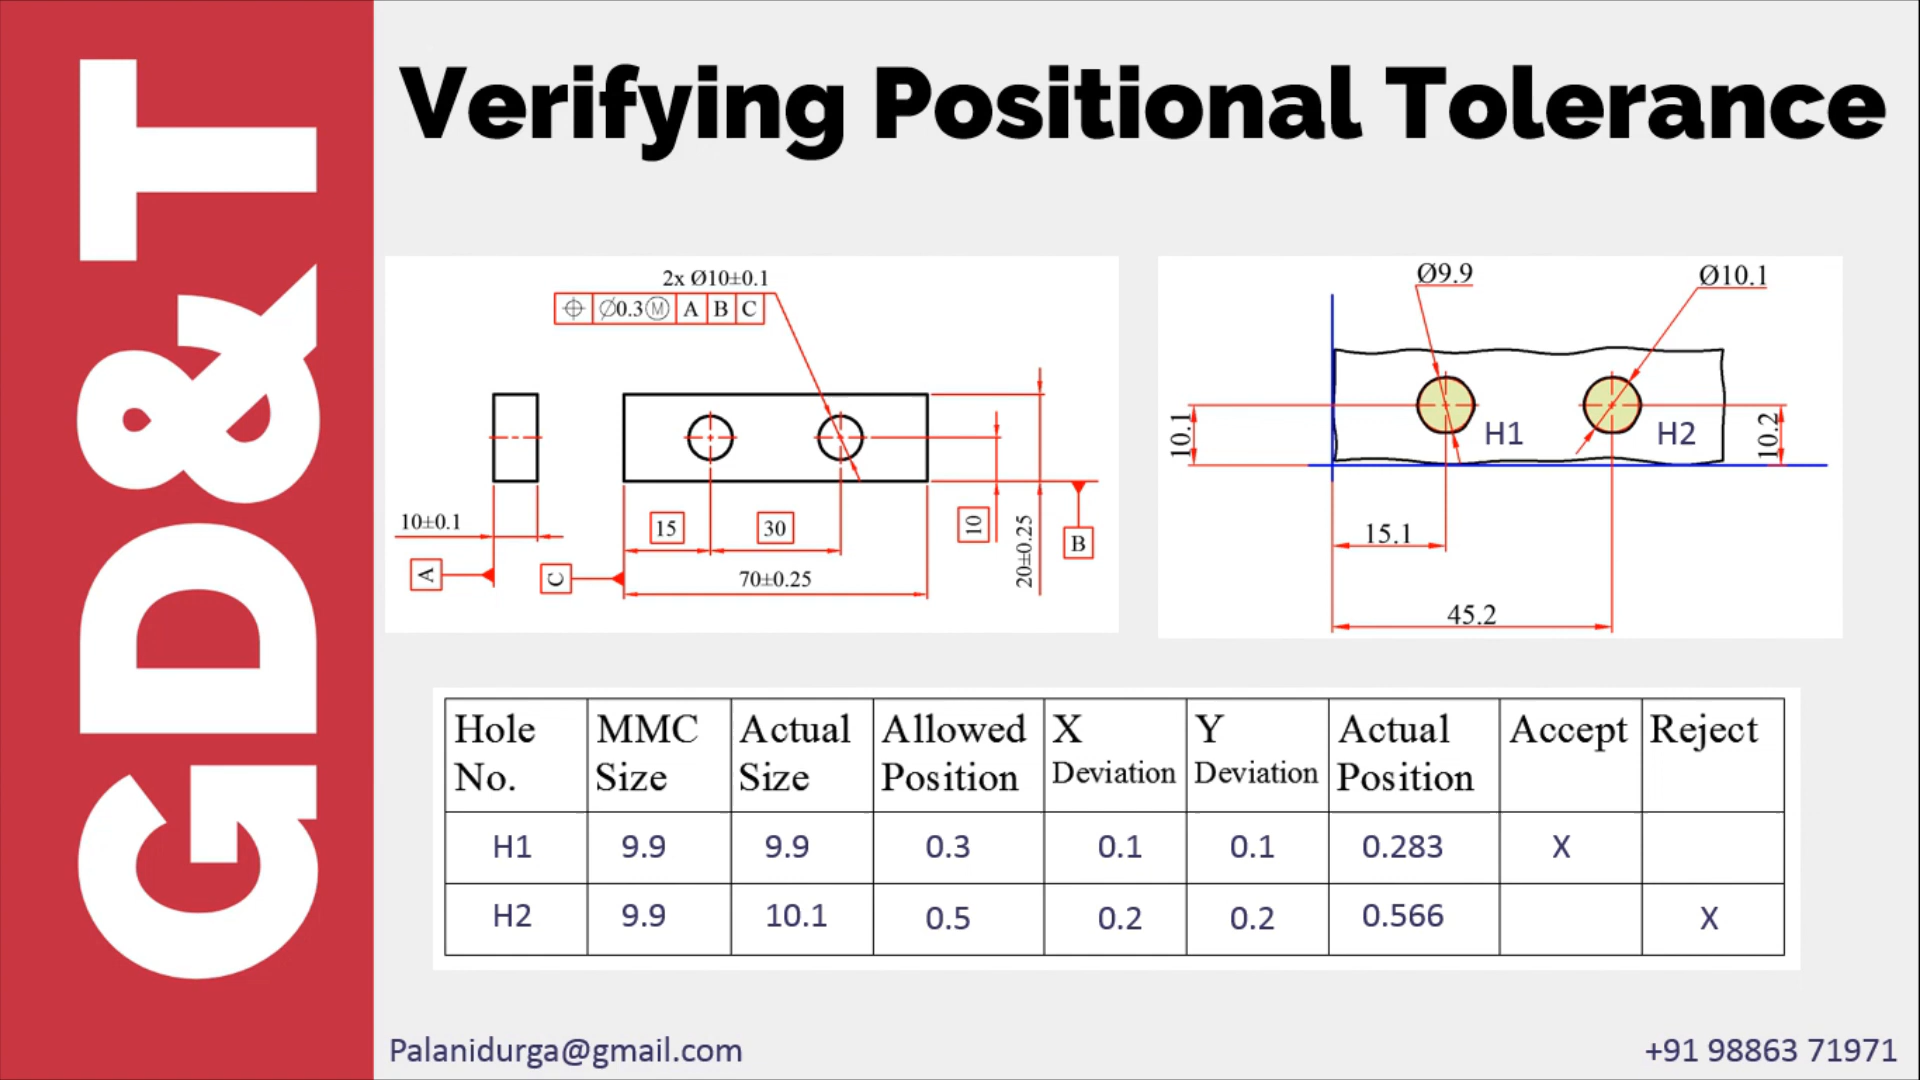 GD&T
Verifying Positional Tolerance
2x Ø10±0.1
⌖ Ø0.3Ⓜ A B C
10±0.1
A
C
15
30
70±0.25
10
20±0.25
B
Ø9.9
Ø10.1
10.1
H1
H2
10.2
15.1
45.2
Hole No. MMC Size Actual Size Allowed Position X Deviation Y Deviation Actual Position Accept Reject
H1 9.9 9.9 0.3 0.1 0.1 0.283 X
H2 9.9 10.1 0.5 0.2 0.2 0.566 X
Palanidurga@gmail.com
+91 98863 71971